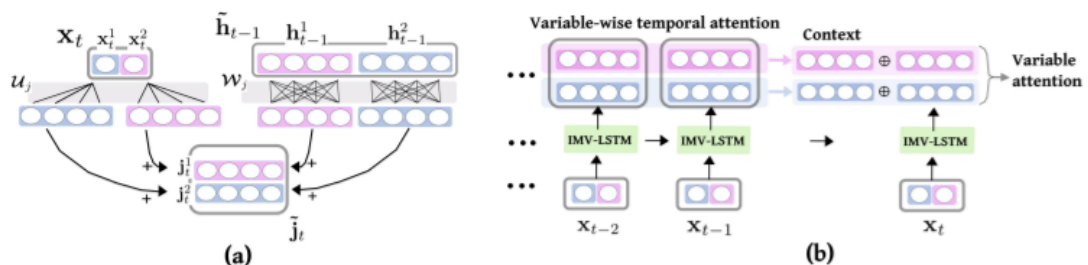 x_t x_t^1 x_t^2 h̃_{t-1} h_{t-1}^1 h_{t-1}^2
U_j W_j
+ j_t^1 +
+ j_t^2 +
j̃_t
(a)
Variable-wise temporal attention
Context
... ⊕
Variable
attention
⊕
... IMV-LSTM IMV-LSTM IMV-LSTM
...
x_{t-2} x_{t-1} x_t
(b)